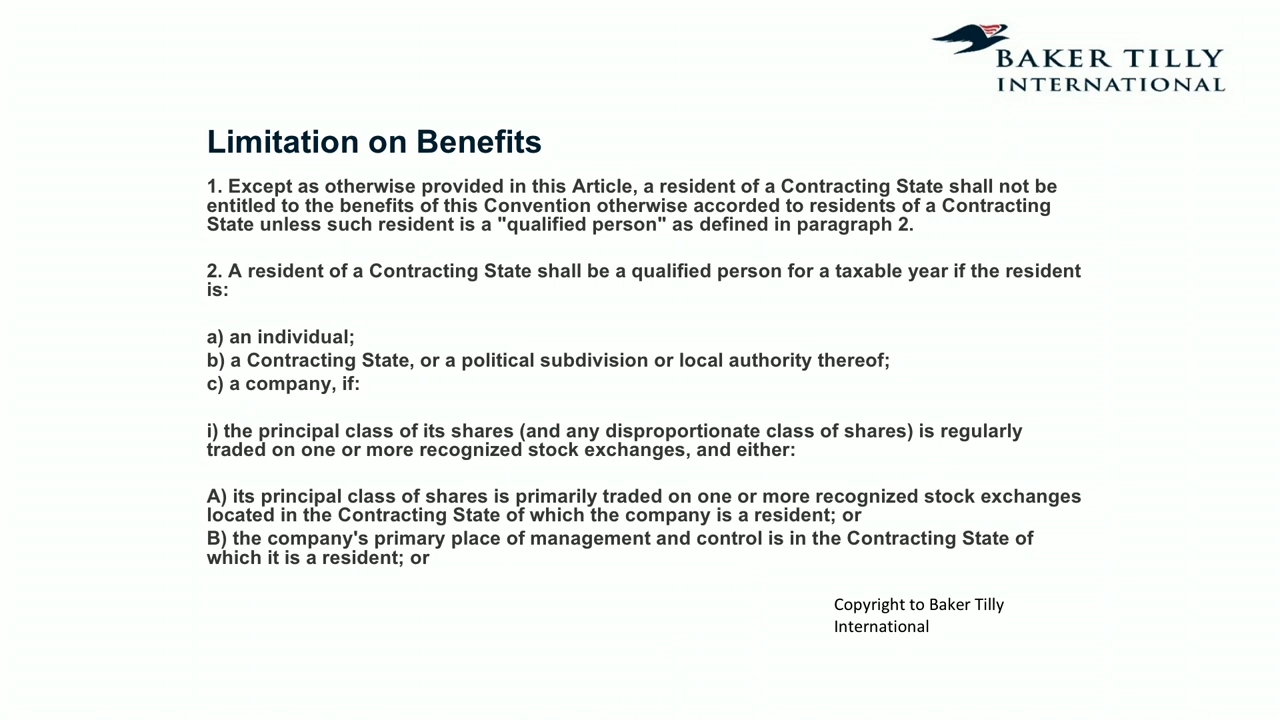 BAKER TILLY
INTERNATIONAL
Limitation on Benefits
1. Except as otherwise provided in this Article, a resident of a Contracting State shall not be
entitled to the benefits of this Convention otherwise accorded to residents of a Contracting
State unless such resident is a "qualified person" as defined in paragraph 2.
2. A resident of a Contracting State shall be a qualified person for a taxable year if the resident
is:
a) an individual;
b) a Contracting State, or a political subdivision or local authority thereof;
c) a company, if:
i) the principal class of its shares (and any disproportionate class of shares) is regularly
traded on one or more recognized stock exchanges, and either:
A) its principal class of shares is primarily traded on one or more recognized stock exchanges
located in the Contracting State of which the company is a resident; or
B) the company's primary place of management and control is in the Contracting State of
which it is a resident; or
Copyright to Baker Tilly
International